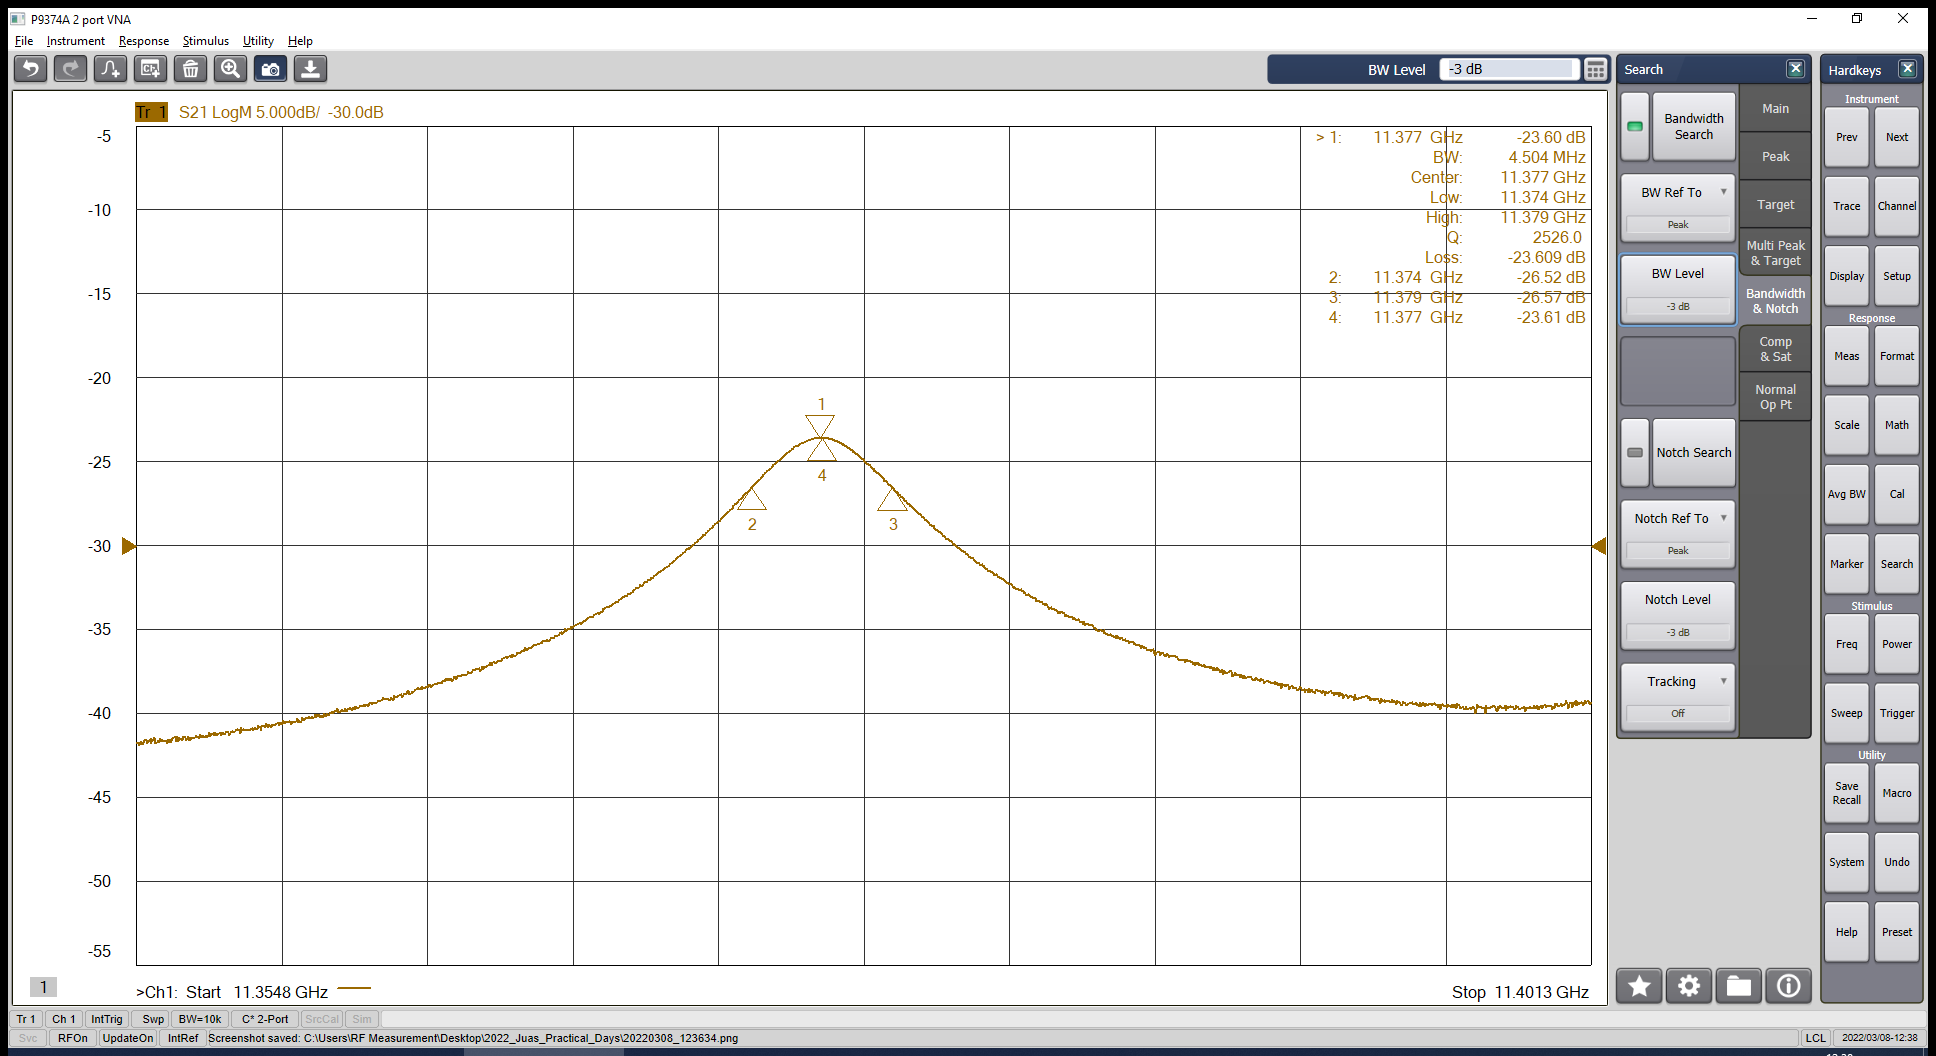 P9374A 2 port VNA
File Instrument Response Stimulus Utility Help
BW Level -3 dB
Tr 1 S21 LogM 5.000dB/ -30.0dB
-5
-10
-15
-20
-25
-30
-35
-40
-45
-50
-55
> 1: 11.377 GHz -23.60 dB
BW: 4.504 MHz
Center: 11.377 GHz
Low: 11.374 GHz
High: 11.379 GHz
Q: 2526.0
Loss: -23.609 dB
2: 11.374 GHz -26.52 dB
3: 11.379 GHz -26.57 dB
4: 11.377 GHz -23.61 dB
1
4
2
3
1
>Ch1: Start 11.3548 GHz
Stop 11.4013 GHz
Search
Bandwidth
Search
BW Ref To
Peak
BW Level
-3 dB
Notch Search
Notch Ref To
Peak
Notch Level
-3 dB
Tracking
Off
Main
Peak
Target
Multi Peak
& Target
Bandwidth
& Notch
Comp
& Sat
Normal
Op Pt
Hardkeys
Instrument
Prev Next
Trace Channel
Display Setup
Response
Meas Format
Scale Math
Avg BW Cal
Marker Search
Stimulus
Freq Power
Sweep Trigger
Utility
Save
Recall
Macro
System Undo
Help Preset
Tr 1 Ch 1 IntTrig Swp BW=10k C* 2-Port SrcCal Sim
Svc RFOn UpdateOn IntRef Screenshot saved: C:\Users\RF Measurement\Desktop\2022_Juas_Practical_Days\20220308_123634.png LCL 2022/03/08-12:38